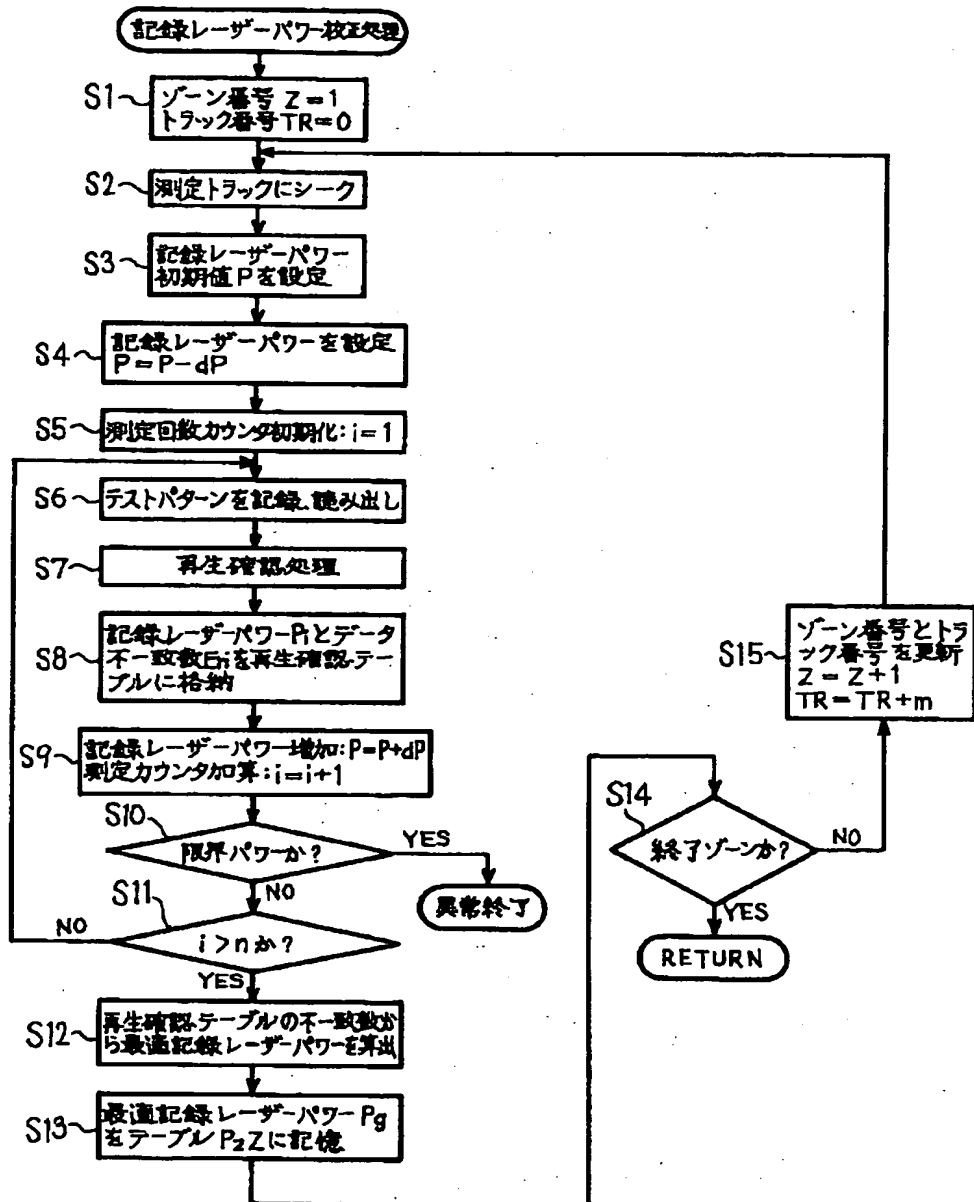 記録レーザーパワー校正処理
S1
ゾーン番号 Z=1
トラック番号TR=0
S2
測定トラックにシーク
S3
記録レーザーパワー
初期値Pを設定
S4
記録レーザーパワーを設定
P=P-dP
S5
測定回数カウンタ初期化:i=1
S6
テストパターンを記録、読み出し
S7
再生確認処理
S8
記録レーザーパワーPiとデータ
不一致数Eriを再生確認テー
ブルに格納
S9
記録レーザーパワー増加:P=P+dP
測定カウンタ加算:i=i+1
S10
限界パワーか?
YES
異常終了
NO
S11
i>nか?
NO
YES
S12
再生確認テーブルの不一致数か
ら最適記録レーザーパワーを算出
S13
最適記録レーザーパワーPg
をテーブルPzZに記憶
S14
終了ゾーンか?
NO
YES
RETURN
S15
ゾーン番号とトラ
ック番号を更新
Z=Z+1
TR=TR+m